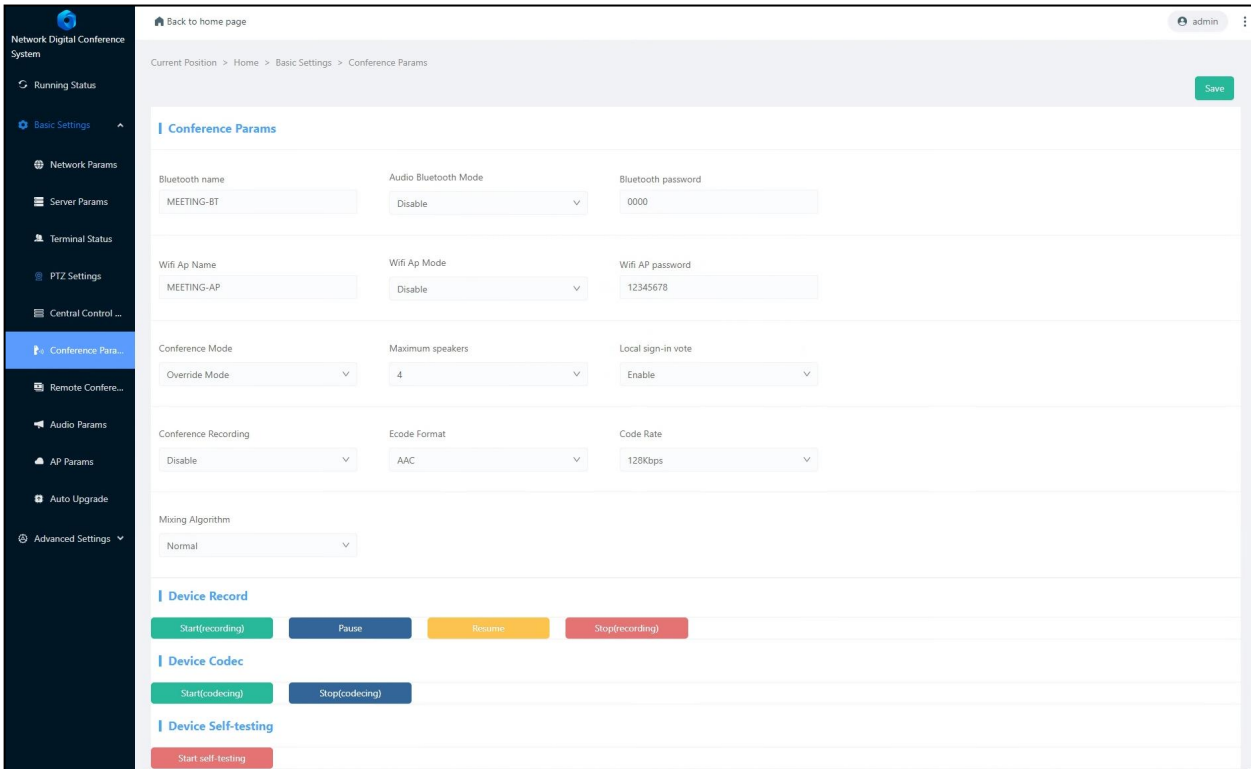 Network Digital Conference
System
Running Status
Basic Settings
Network Params
Server Params
Terminal Status
PTZ Settings
Central Control ...
Conference Para...
Remote Confere...
Audio Params
AP Params
Auto Upgrade
Advanced Settings
Back to home page
admin
Current Position > Home > Basic Settings > Conference Params
Save
Conference Params
Bluetooth name Audio Bluetooth Mode Bluetooth password
MEETING-BT Disable 0000
Wifi Ap Name Wifi Ap Mode Wifi AP password
MEETING-AP Disable 12345678
Conference Mode Maximum speakers Local sign-in vote
Override Mode 4 Enable
Conference Recording Ecode Format Code Rate
Disable AAC 128Kbps
Mixing Algorithm
Normal
Device Record
Start(recording) Pause Resume Stop(recording)
Device Codec
Start(codecing) Stop(codecing)
Device Self-testing
Start self-testing